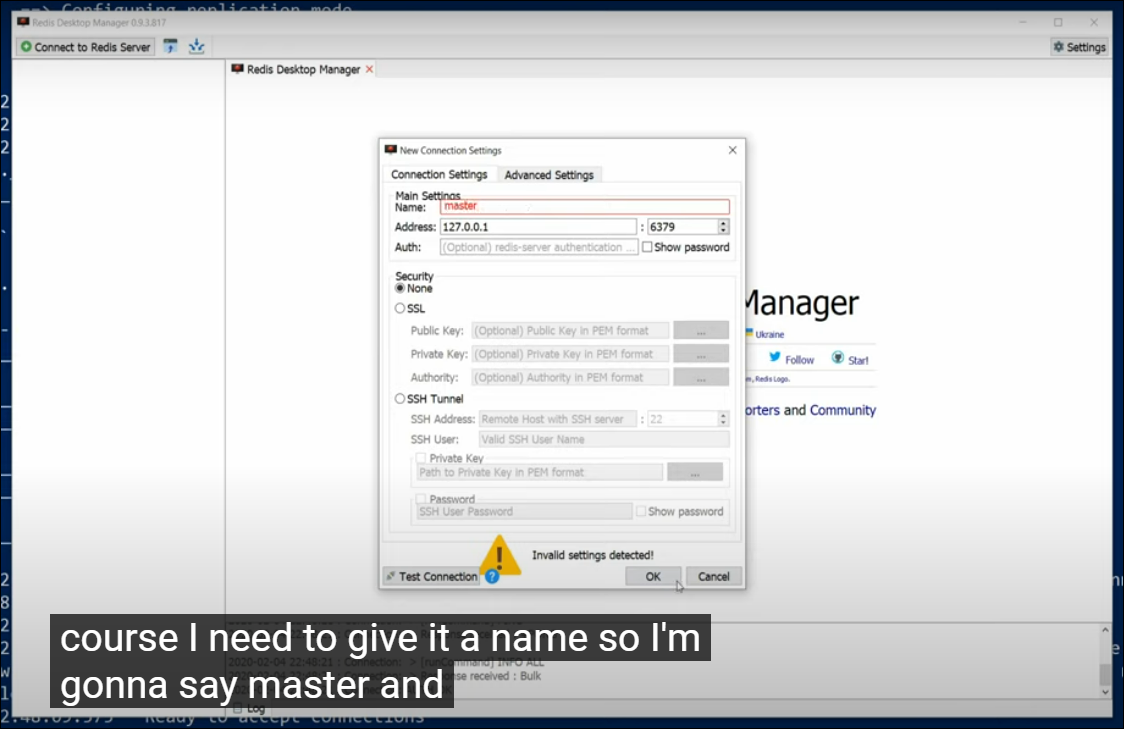 --> Configuring replication mode
Redis Desktop Manager 0.9.3.817
Connect to Redis Server
Settings
Redis Desktop Manager
New Connection Settings
Connection Settings Advanced Settings
Main Settings
Name: master
Address: 127.0.0.1 : 6379
Auth: (Optional) redis-server authentication ... Show password
Security
None
SSL
Public Key: (Optional) Public Key in PEM format ...
Private Key: (Optional) Private Key in PEM format ...
Authority: (Optional) Authority in PEM format ...
SSH Tunnel
SSH Address: Remote Host with SSH server : 22
SSH User: Valid SSH User Name
Private Key
Path to Private Key in PEM format ...
Password
SSH User Password Show password
Invalid settings detected!
Test Connection ? OK Cancel
Manager
Ukraine
Follow Star!
m, Redis Logo.
orters and Community
course I need to give it a name so I'm
gonna say master and
2020-02-04 22:48:21 : Connection: > [runCommand] INFO ALL
Response received : Bulk
Log
Ready to accept connections